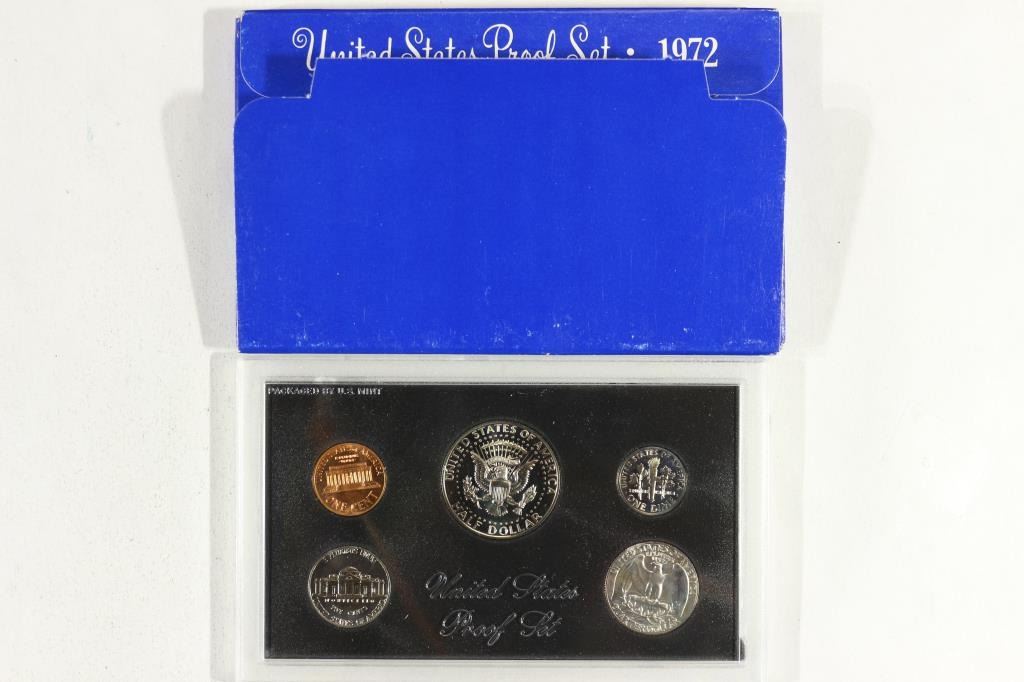 United States Proof Set • 1972
PACKAGED BY U.S. MINT
UNITED STATES OF AMERICA
HALF DOLLAR
ONE CENT
ONE DIME
United States
Proof Set